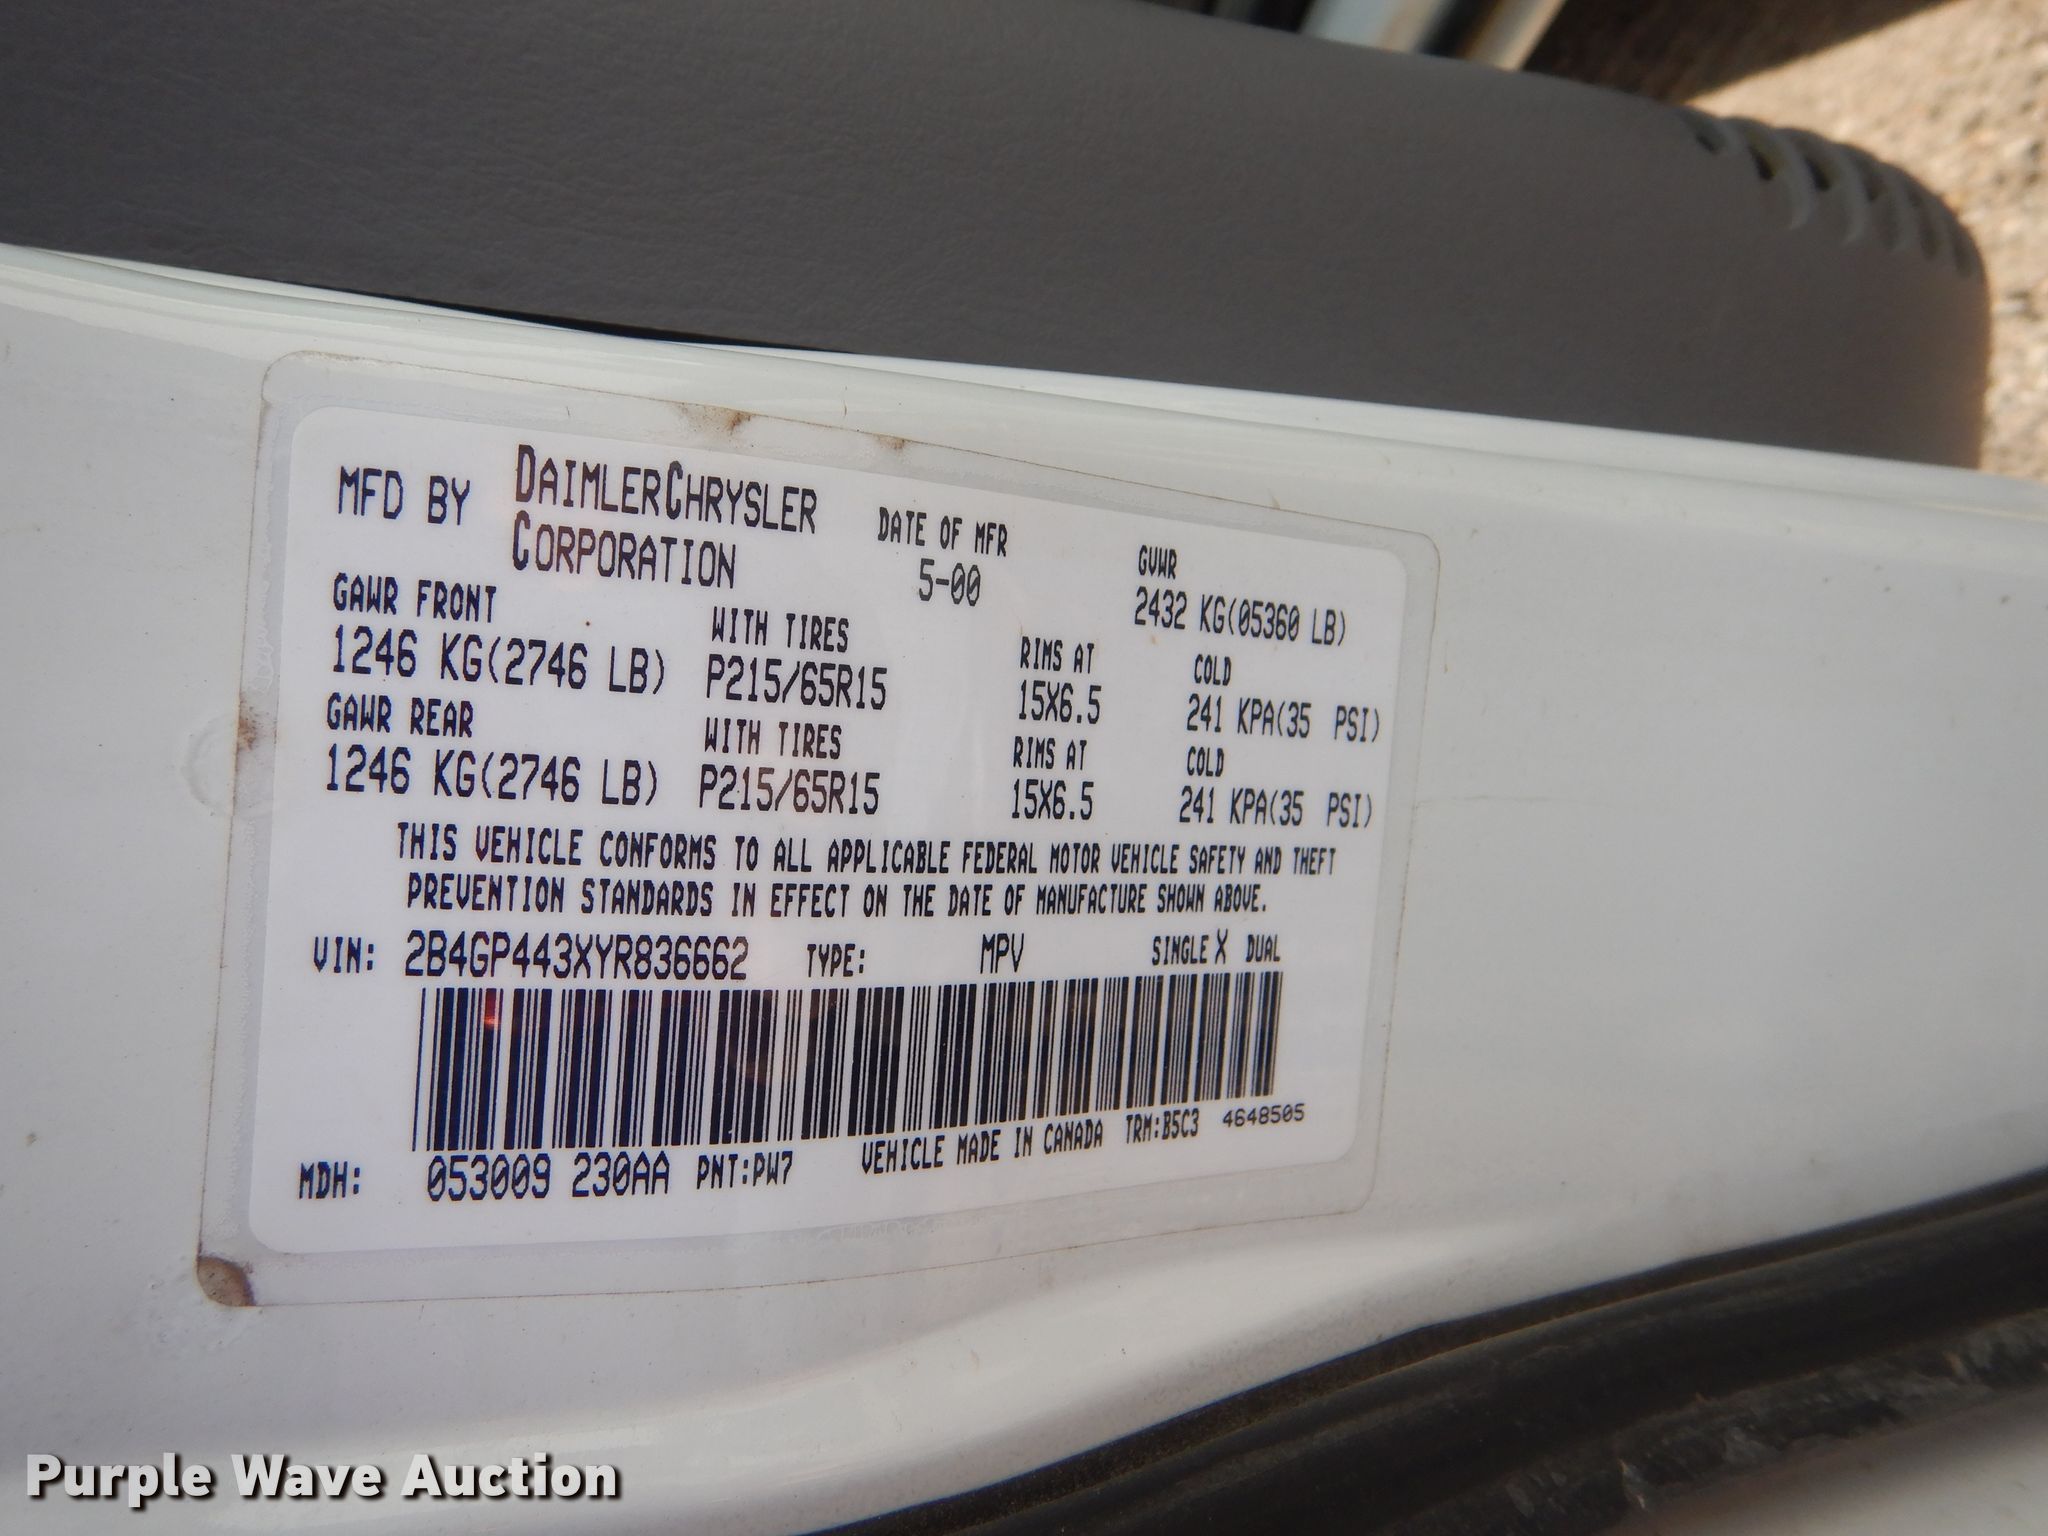 MFD BY DAIMLERCHRYSLER CORPORATION
DATE OF MFR
5-00
GVWR
2432 KG(05360 LB)
GAWR FRONT WITH TIRES RIMS AT COLD
1246 KG(2746 LB) P215/65R15 15X6.5 241 KPA(35 PSI)
GAWR REAR WITH TIRES RIMS AT COLD
1246 KG(2746 LB) P215/65R15 15X6.5 241 KPA(35 PSI)
THIS VEHICLE CONFORMS TO ALL APPLICABLE FEDERAL MOTOR VEHICLE SAFETY AND THEFT
PREVENTION STANDARDS IN EFFECT ON THE DATE OF MANUFACTURE SHOWN ABOVE.
VIN: 2B4GP443XYR836662 TYPE: MPV SINGLE X DUAL
MDH: 053009 230AA PNT:PW7 VEHICLE MADE IN CANADA TRM:B5C3 4648505
Purple Wave Auction